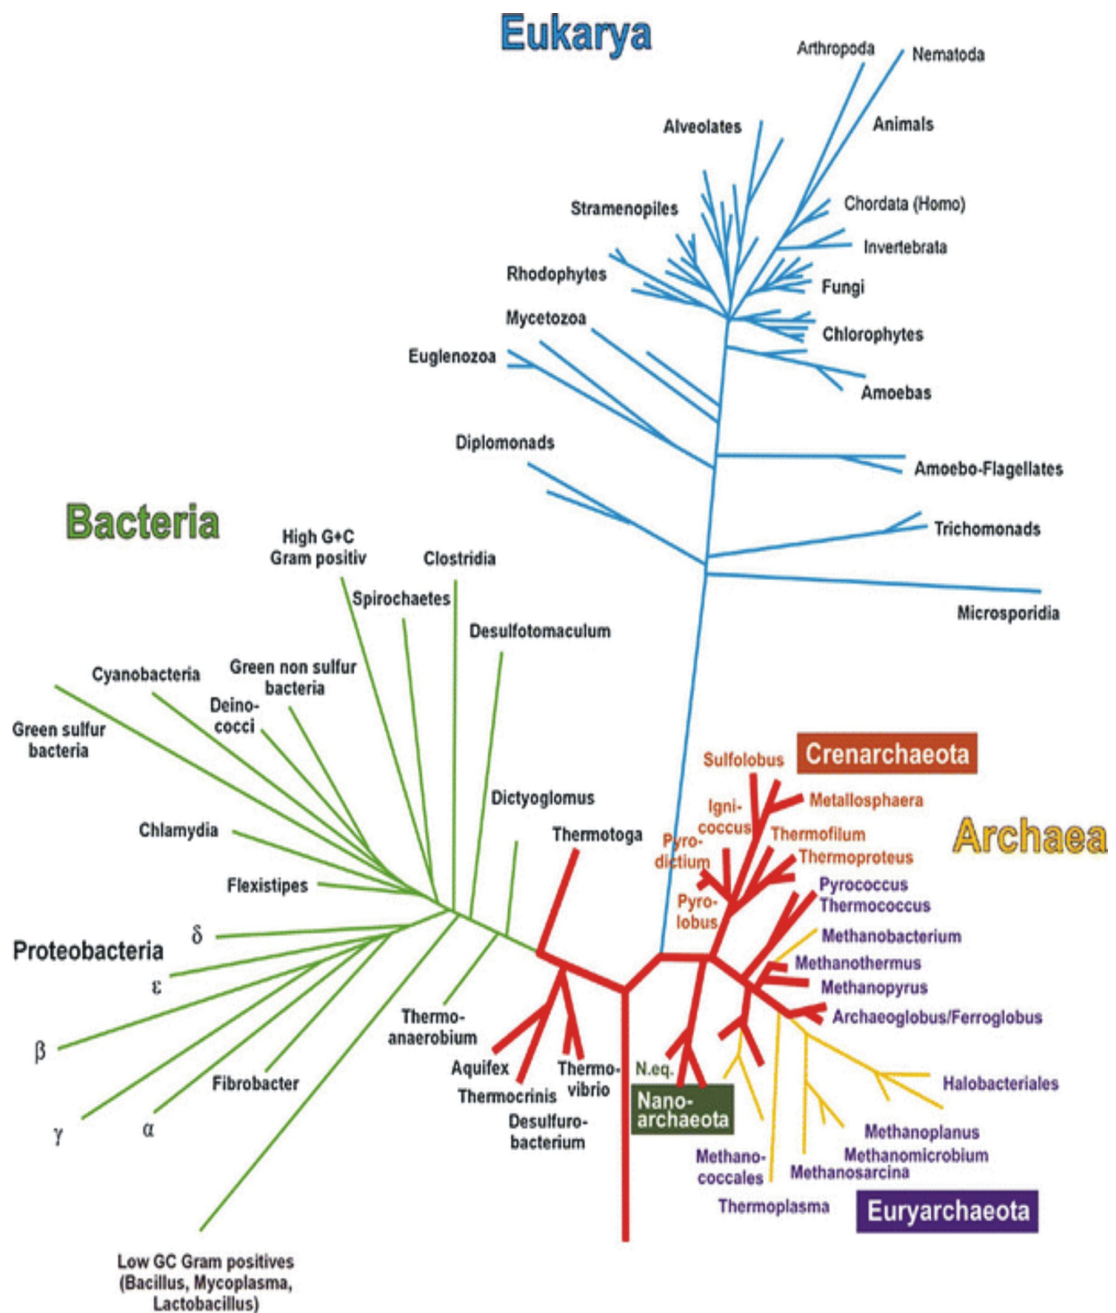 Eukarya
Arthropoda
Nematoda
Alveolates
Animals
Stramenopiles
Chordata (Homo)
Invertebrata
Rhodophytes
Fungi
Mycetozoa
Chlorophytes
Euglenozoa
Amoebas
Diplomonads
Amoebo-Flagellates
Trichomonads
Microsporidia
Bacteria
High G+C
Gram positiv
Clostridia
Spirochaetes
Desulfotomaculum
Green non sulfur
bacteria
Cyanobacteria
Deino-
cocci
Green sulfur
bacteria
Dictyoglomus
Chlamydia
Thermotoga
Flexistipes
Proteobacteria
δ
ε
β
γ
α
Fibrobacter
Thermo-
anaerobium
Aquifex
Thermocrinis
Thermo-
vibrio
Desulfuro-
bacterium
Low GC Gram positives
(Bacillus, Mycoplasma,
Lactobacillus)
Archaea
Crenarchaeota
Sulfolobus
Metallosphaera
Igni-
coccus
Thermofilum
Pyro-
dictium
Thermoproteus
Pyro-
lobus
Pyrococcus
Thermococcus
Methanobacterium
Methanothermus
Methanopyrus
Archaeoglobus/Ferroglobus
N.eq.
Nano-
archaeota
Halobacteriales
Methanoplanus
Methanomicrobium
Methanosarcina
Methano-
coccales
Thermoplasma
Euryarchaeota